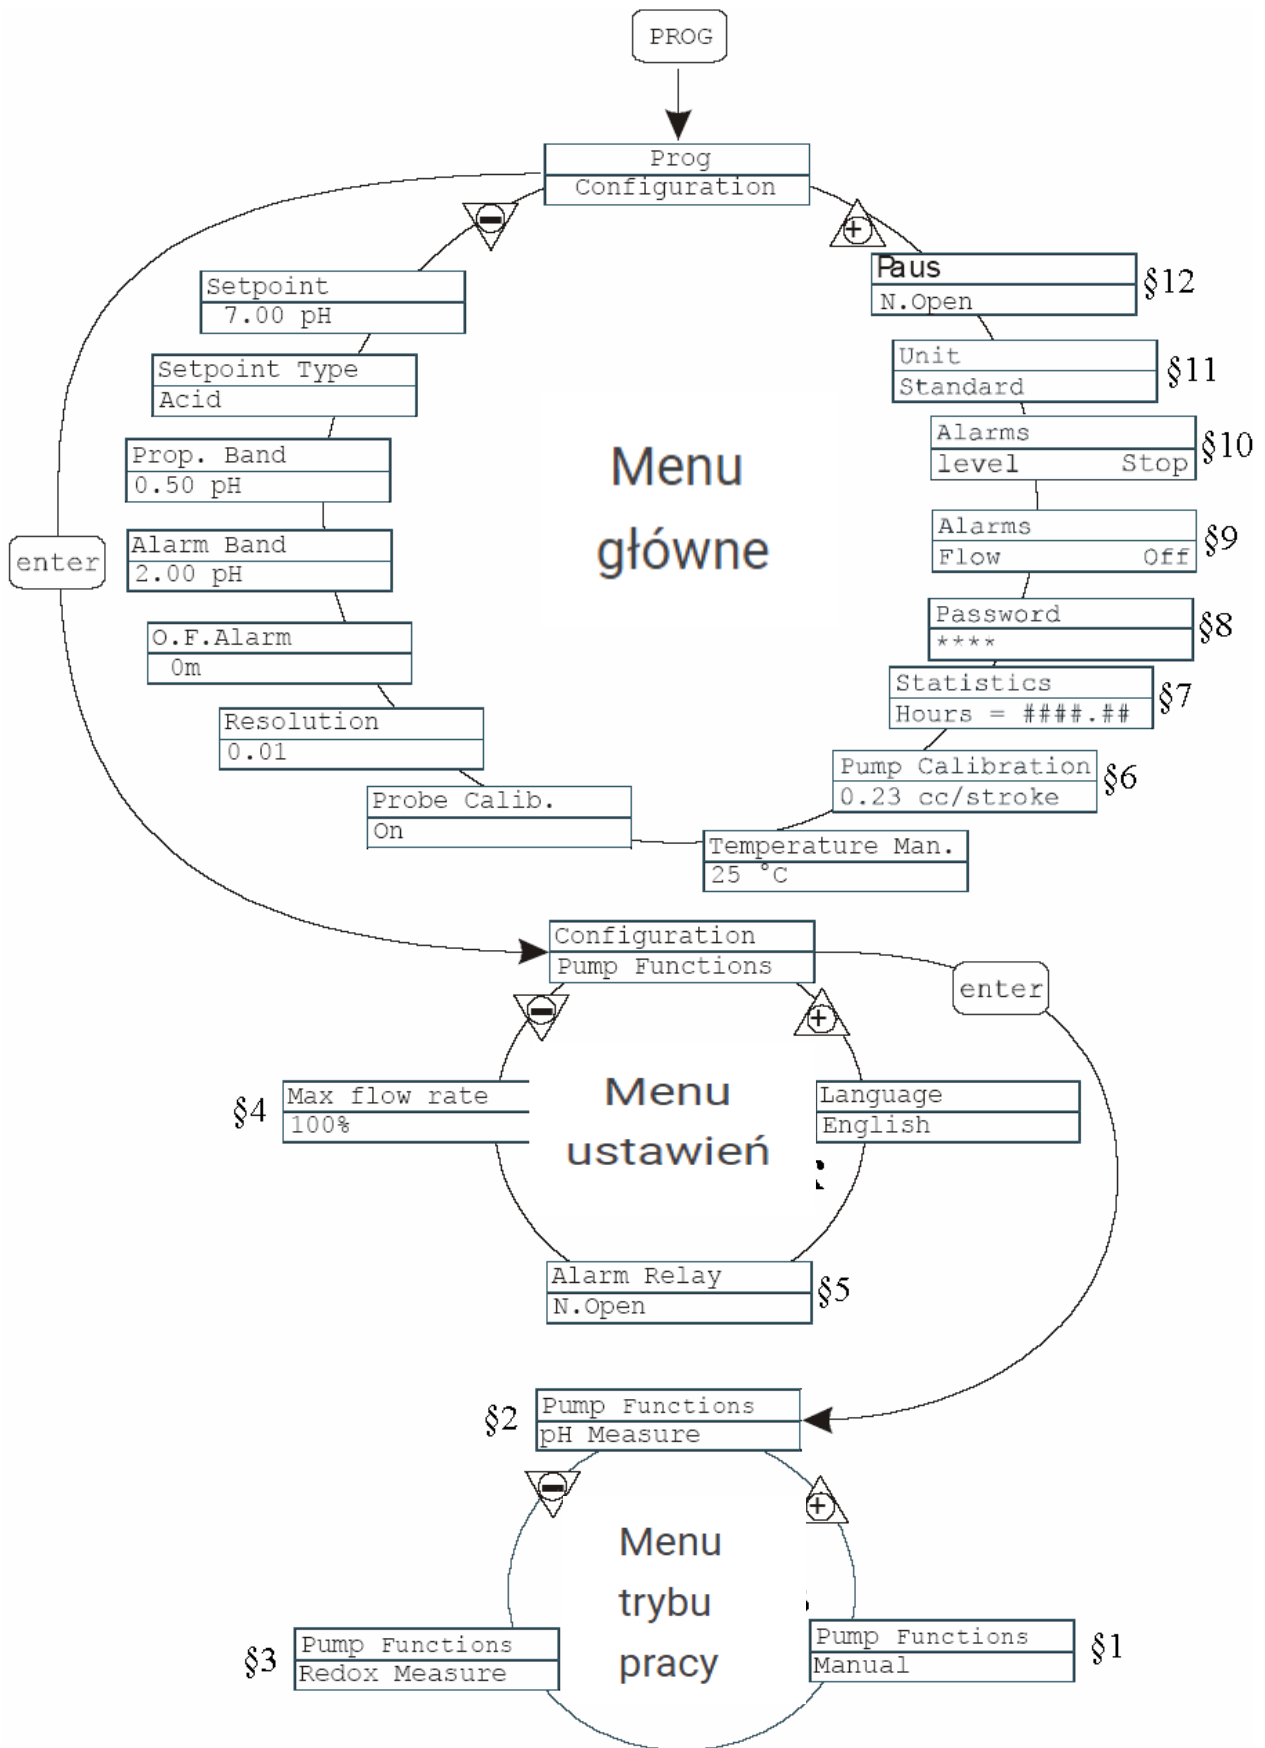 PROG
Prog
Configuration
Setpoint
7.00 pH
Setpoint Type
Acid
Prop. Band
0.50 pH
Alarm Band
2.00 pH
O.F.Alarm
0m
Resolution
0.01
Probe Calib.
On
Temperature Man.
25 °C
Paus
N.Open
§12
Unit
Standard
§11
Alarms
level Stop
§10
Alarms
Flow Off
§9
Password
****
§8
Statistics
Hours = ####.##
§7
Pump Calibration
0.23 cc/stroke
§6
Menu
główne
enter
Configuration
Pump Functions
enter
§4
Max flow rate
100%
Menu
ustawień
Language
English
Alarm Relay
N.Open
§5
§2
Pump Functions
pH Measure
Menu
trybu
pracy
§3
Pump Functions
Redox Measure
Pump Functions
Manual
§1